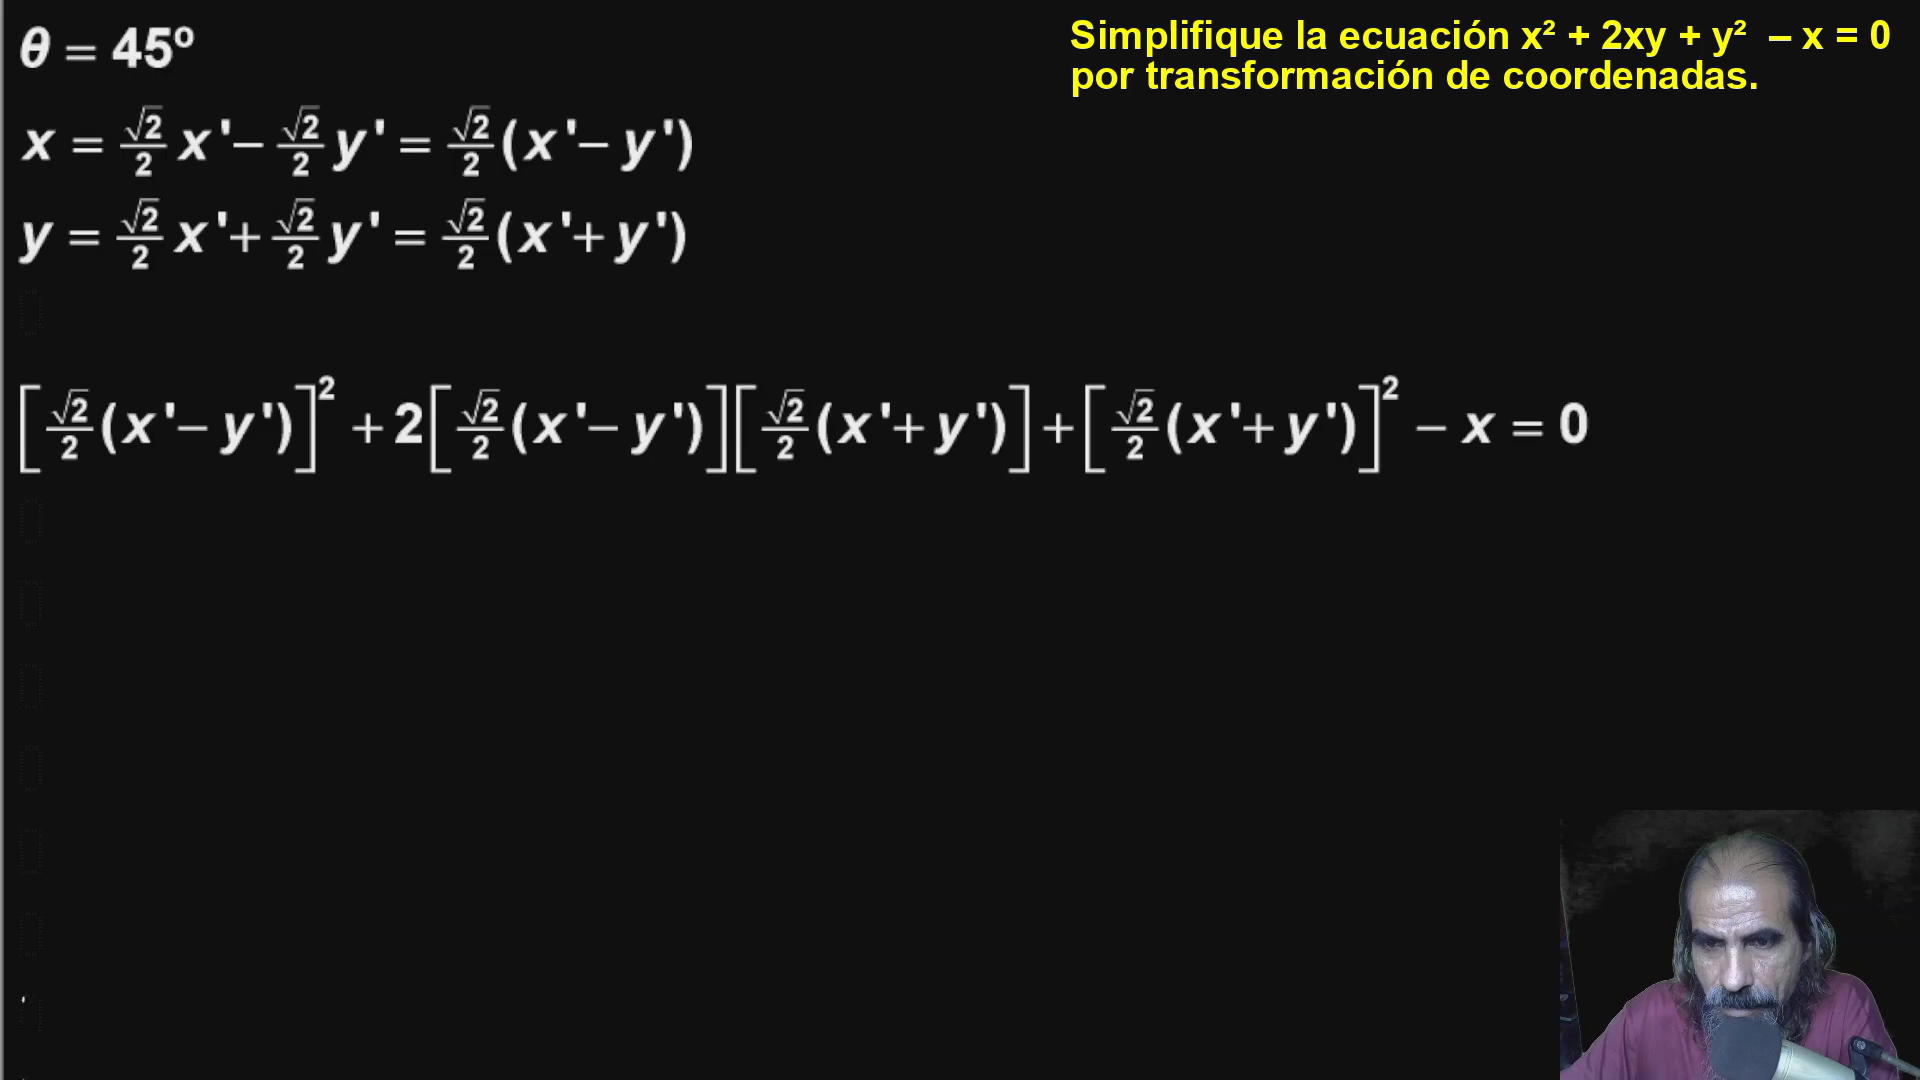 θ = 45º
Simplifique la ecuación x² + 2xy + y² – x = 0
por transformación de coordenadas.
x = √2/2 x' − √2/2 y' = √2/2 (x' − y')
y = √2/2 x' + √2/2 y' = √2/2 (x' + y')
[√2/2 (x' − y')]² + 2[√2/2 (x' − y')][√2/2 (x' + y')] + [√2/2 (x' + y')]² − x = 0